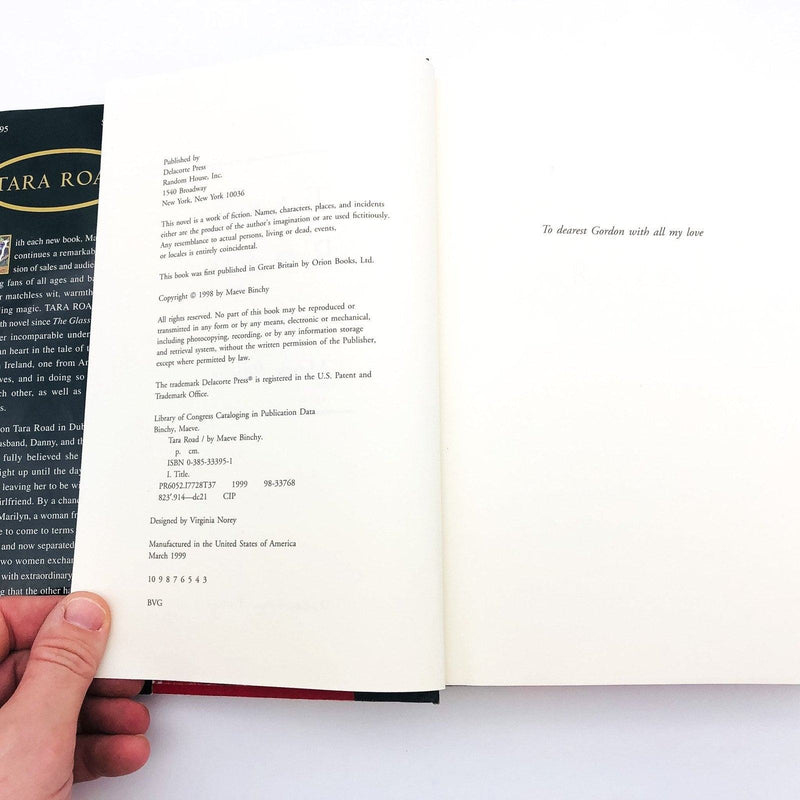 95
TARA ROA
ith each new book, Ma
continues a remarkab
sion of sales and audie
g fans of all ages and ba
r matchless wit, warmth
ing magic. TARA ROA
th novel since The Glass
er incomparable under
n heart in the tale of t
Ireland, one from Am
ves, and in doing so
ch other, as well as
s.
on Tara Road in Dub
usband, Danny, and th
fully believed she
ight up until the day
leaving her to be wi
irlfriend. By a chanc
Marilyn, a woman fr
e to come to terms
and now separated
wo women exchan
with extraordinary
g that the other ha
Published by
Delacorte Press
Random House, Inc.
1540 Broadway
New York, New York 10036
This novel is a work of fiction. Names, characters, places, and incidents
either are the product of the author's imagination or are used fictitiously.
Any resemblance to actual persons, living or dead, events,
or locales is entirely coincidental.
This book was first published in Great Britain by Orion Books, Ltd.
Copyright © 1998 by Maeve Binchy
All rights reserved. No part of this book may be reproduced or
transmitted in any form or by any means, electronic or mechanical,
including photocopying, recording, or by any information storage
and retrieval system, without the written permission of the Publisher,
except where permitted by law.
The trademark Delacorte Press® is registered in the U.S. Patent and
Trademark Office.
Library of Congress Cataloging in Publication Data
Binchy, Maeve.
Tara Road / by Maeve Binchy.
p. cm.
ISBN 0-385-33395-1
I. Title.
PR6052.I7728T37 1999 98-33768
823'.914—dc21 CIP
Designed by Virginia Norey
Manufactured in the United States of America
March 1999
10 9 8 7 6 5 4 3
BVG
To dearest Gordon with all my love